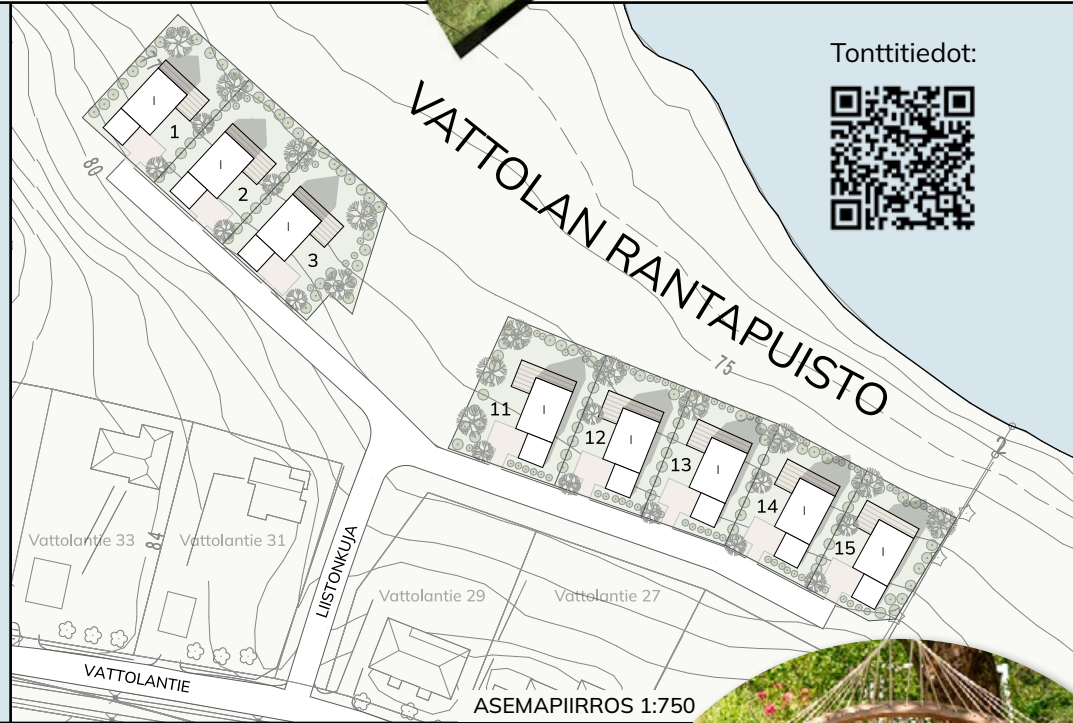 Tonttitiedot:
VATTOLAN RANTAPUISTO
I
1
I
2
I
3
80
75
2
11
I
12
I
13
I
14
I
15
I
Vattolantie 33
84
Vattolantie 31
LIISTONKUJA
Vattolantie 29
Vattolantie 27
VATTOLANTIE
ASEMAPIIRROS 1:750